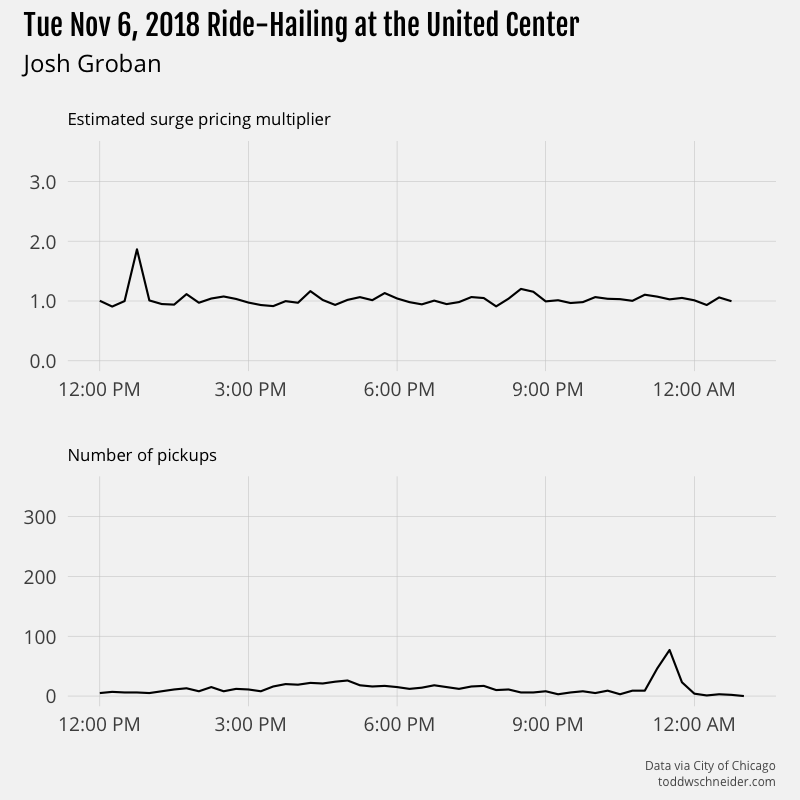 Tue Nov 6, 2018 Ride-Hailing at the United Center
Josh Groban
Estimated surge pricing multiplier
3.0
2.0
1.0
0.0
12:00 PM 3:00 PM 6:00 PM 9:00 PM 12:00 AM
Number of pickups
300
200
100
0
12:00 PM 3:00 PM 6:00 PM 9:00 PM 12:00 AM
Data via City of Chicago
toddwschneider.com